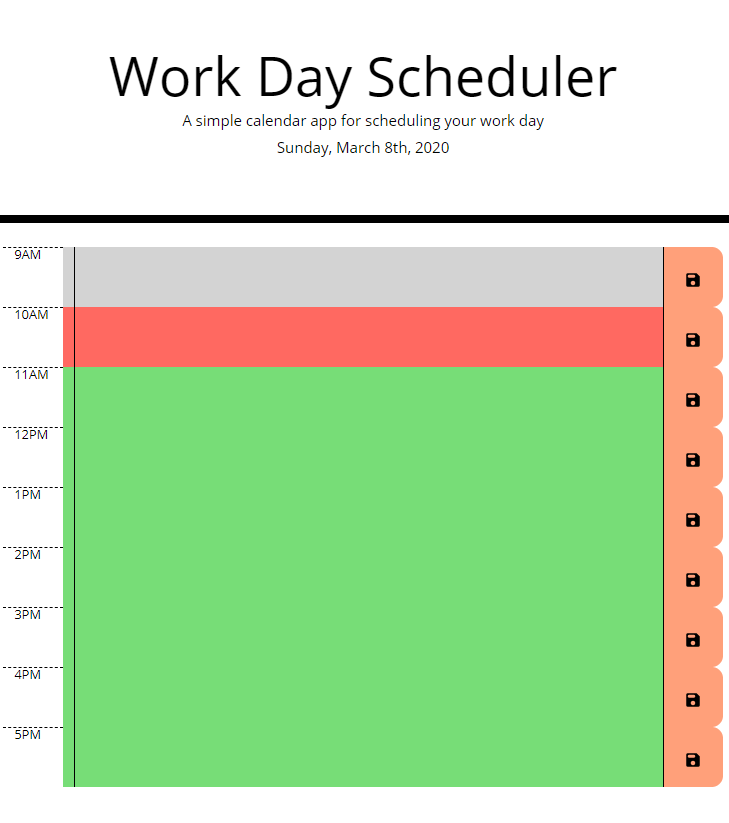 Work Day Scheduler
A simple calendar app for scheduling your work day
Sunday, March 8th, 2020
9AM
10AM
11AM
12PM
1PM
2PM
3PM
4PM
5PM